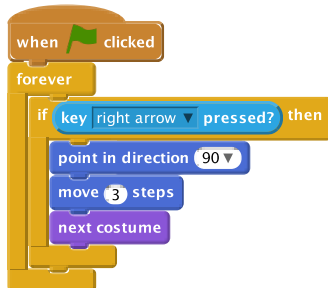 when clicked
forever
if key right arrow pressed? then
point in direction 90
move 3 steps
next costume